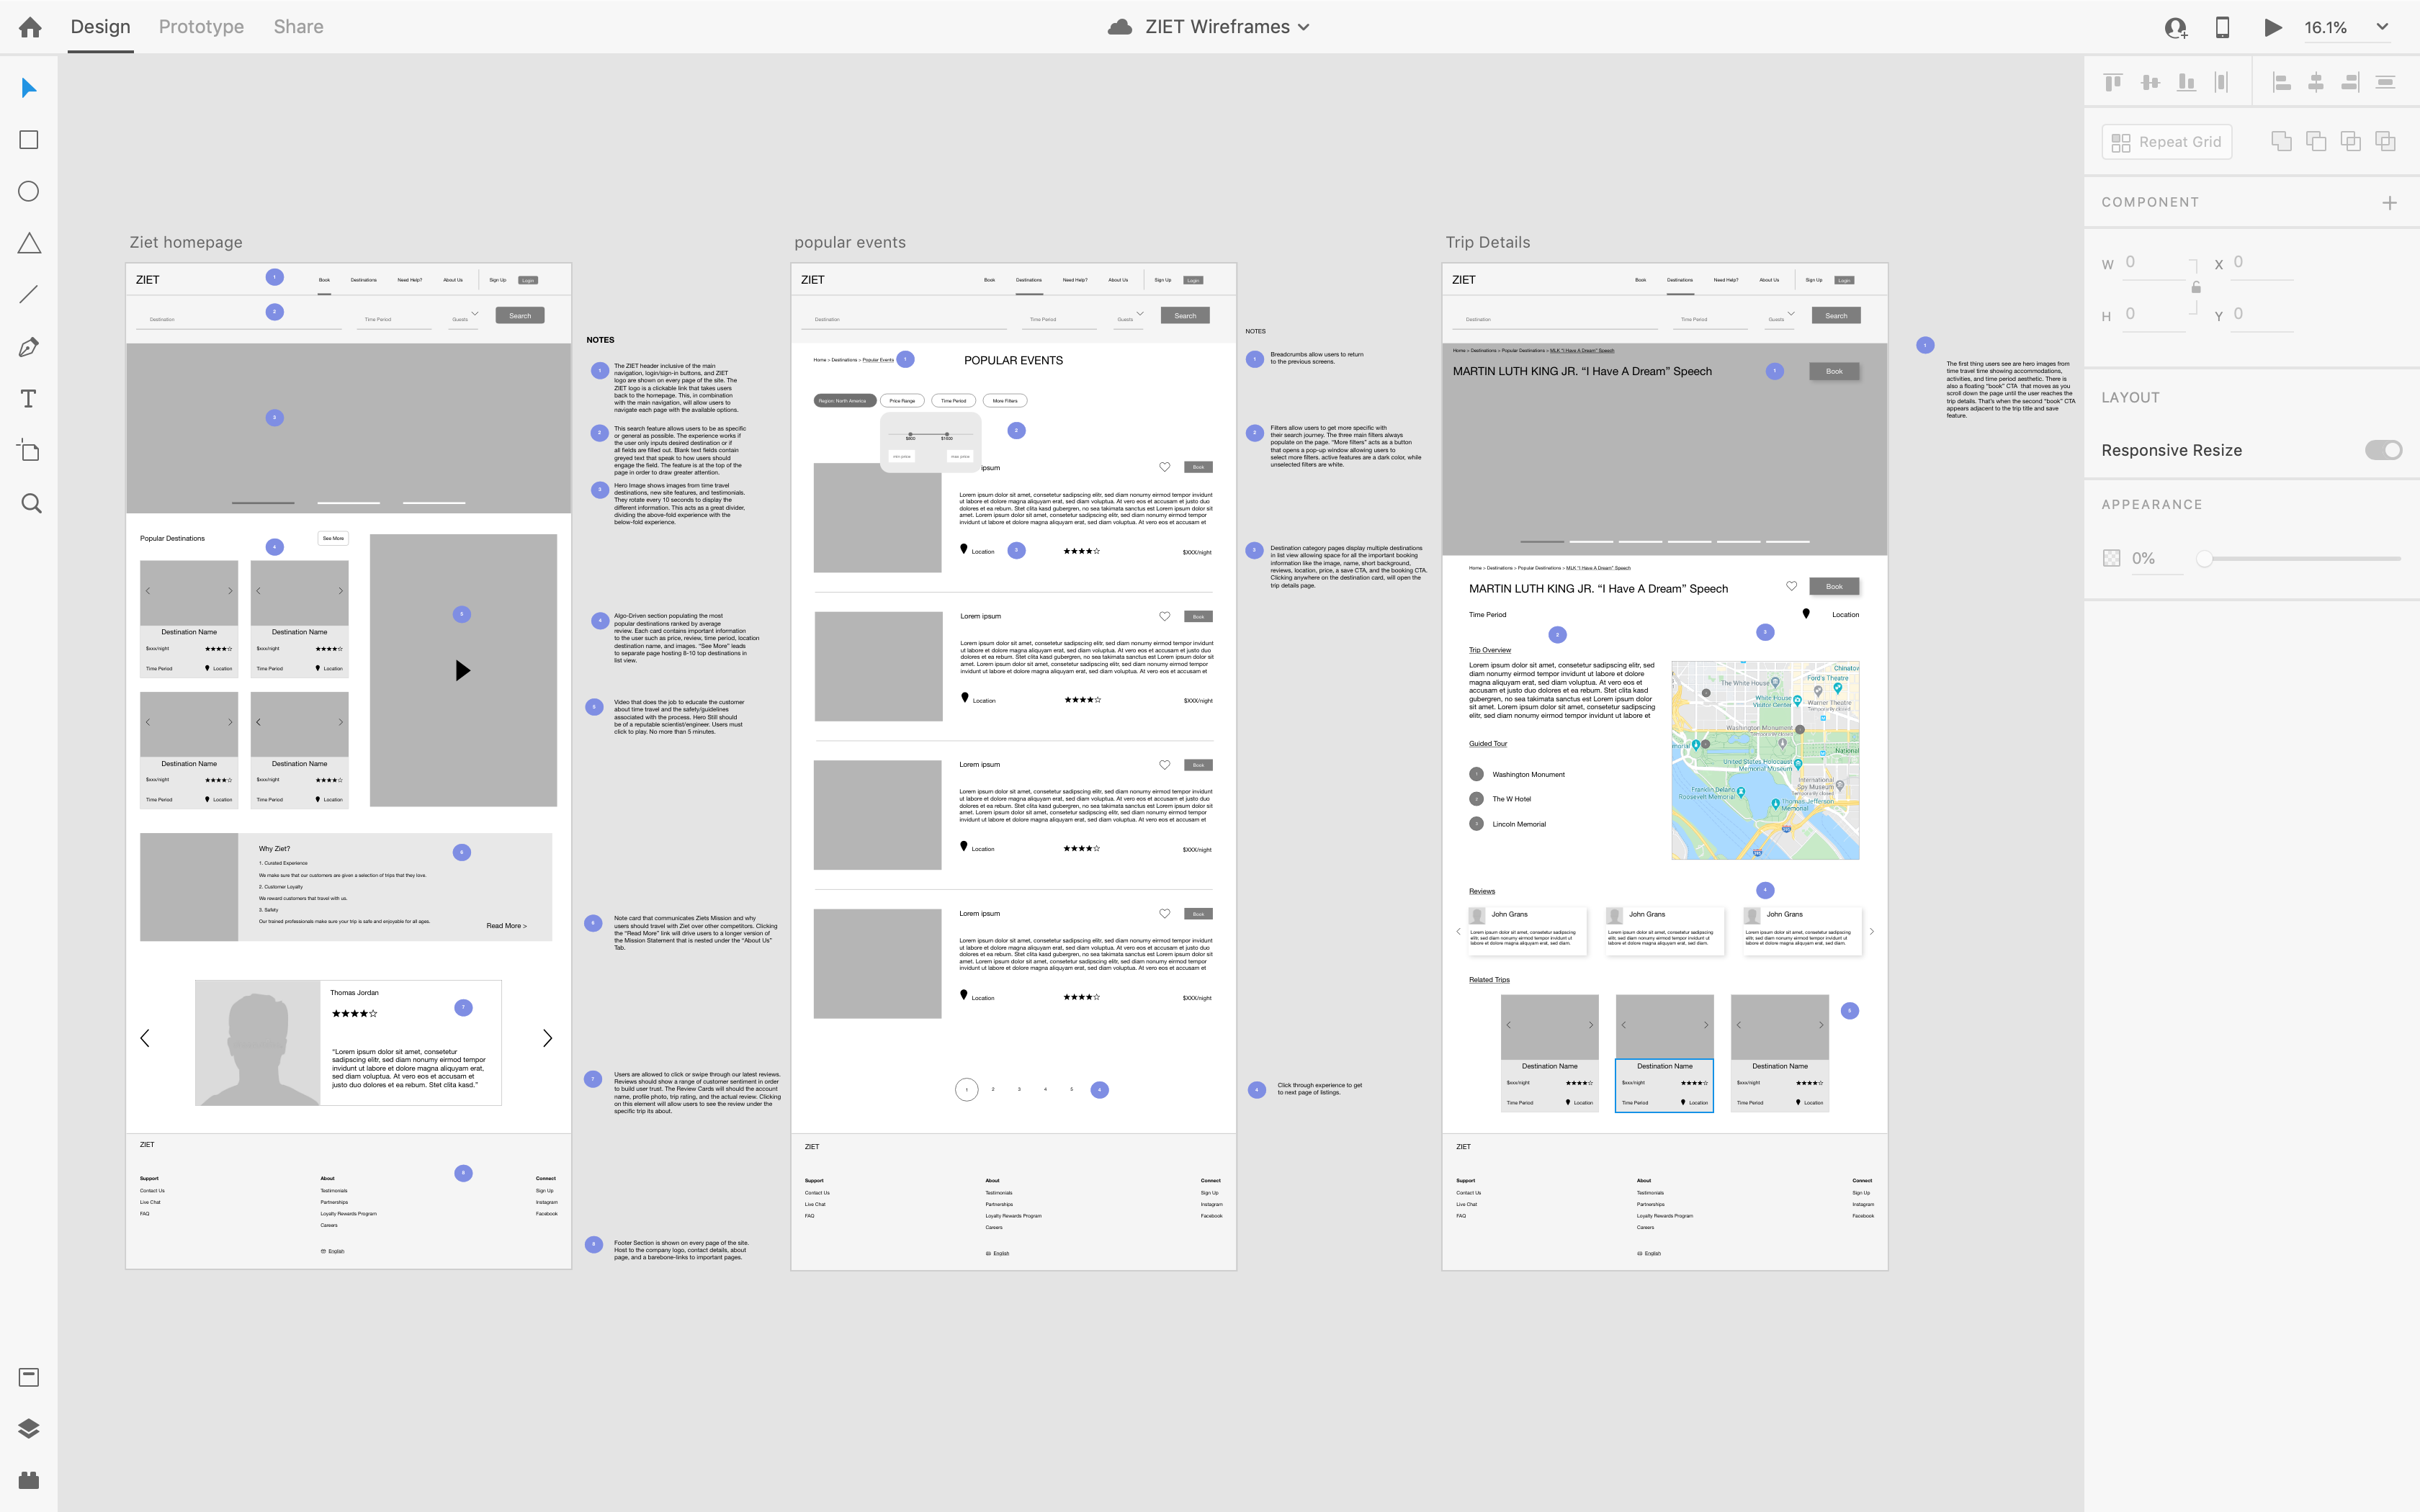 Design
Prototype
Share
ZIET Wireframes
16.1%
Repeat Grid
COMPONENT
W 0 X 0
H 0 Y 0
LAYOUT
Responsive Resize
APPEARANCE
0%
Ziet homepage
ZIET
1
Book
Destinations
Need Help?
About Us
Sign Up
Login
2
Destination
Time Period
Guests
Search
3
Popular Destinations
4
See More
Destination Name
$xxx/night ★★★★☆
Time Period Location
Destination Name
$xxx/night ★★★★☆
Time Period Location
Destination Name
$xxx/night ★★★★☆
Time Period Location
Destination Name
$xxx/night ★★★★☆
Time Period Location
5
Why Ziet?
6
1. Curated Experience
We make sure that our customers are given a selection of trips that they love.
2. Customer Loyalty
We reward customers that travel with us.
3. Safety
Our trained professionals make sure your trip is safe and enjoyable for all ages.
Read More >
Thomas Jordan
★★★★☆
7
"Lorem ipsum dolor sit amet, consetetur
sadipscing elitr, sed diam nonumy eirmod tempor
invidunt ut labore et dolore magna aliquyam erat,
sed diam voluptua. At vero eos et accusam et
justo duo dolores et ea rebum. Stet clita kasd."
ZIET
8
Support
Contact Us
Live Chat
FAQ
About
Testimonials
Partnerships
Loyalty Rewards Program
Careers
English
Connect
Sign Up
Instagram
Facebook
NOTES
1
The ZIET header inclusive of the main
navigation, login/sign-in buttons, and ZIET
logo are shown on every page of the site. The
ZIET logo is a clickable link that takes users
back to the homepage. This, in combination
with the main navigation, will allow users to
navigate each page with the available options.
2
This search feature allows users to be as specific
or general as possible. The experience works if
the user only inputs desired destination or if
all fields are filled out. Blank text fields contain
greyed text that speak to how users should
engage the field. The feature is at the top of the
page in order to draw greater attention.
3
Hero Image shows images from time travel
destinations, new site features, and testimonials.
They rotate every 10 seconds to display the
different information. This acts as a great divider,
dividing the above-fold experience with the
below-fold experience.
4
Algo-Driven section populating the most
popular destinations ranked by average
review. Each card contains important information
to the user such as price, review, time period, location
destination name, and images. "See More" leads
to separate page hosting 8-10 top destinations in
list view.
5
Video that does the job to educate the customer
about time travel and the safety/guidelines
associated with the process. Hero Still should
be of a reputable scientist/engineer. Users must
click to play. No more than 5 minutes.
6
Note card that communicates Ziets Mission and why
users should travel with Ziet over other competitors. Clicking
the "Read More" link will drive users to a longer version of
the Mission Statement that is nested under the "About Us"
Tab.
7
Users are allowed to click or swipe through our latest reviews.
Reviews should show a range of customer sentiment in order
to build user trust. The Review Cards will should the account
name, profile photo, trip rating, and the actual review. Clicking
on this element will allow users to see the review under the
specific trip its about.
8
Footer Section is shown on every page of the site.
Host to the company logo, contact details, about
page, and a barebone-links to important pages.
popular events
ZIET
Book
Destinations
Need Help?
About Us
Sign Up
Login
Destination
Time Period
Guests
Search
Home > Destinations > Popular Events
1
POPULAR EVENTS
Region: North America
Price Range
Time Period
More Filters
$800 $1600
min price max price
2
ipsum
Book
Lorem ipsum dolor sit amet, consetetur sadipscing elitr, sed diam nonumy eirmod tempor invidunt
ut labore et dolore magna aliquyam erat, sed diam voluptua. At vero eos et accusam et justo duo
dolores et ea rebum. Stet clita kasd gubergren, no sea takimata sanctus est Lorem ipsum dolor sit
amet. Lorem ipsum dolor sit amet, consetetur sadipscing elitr, sed diam nonumy eirmod tempor
invidunt ut labore et dolore magna aliquyam erat, sed diam voluptua. At vero eos et accusam et
Location
3
★★★★☆
$XXX/night
Lorem ipsum
Book
Lorem ipsum dolor sit amet, consetetur sadipscing elitr, sed diam nonumy eirmod tempor invidunt
ut labore et dolore magna aliquyam erat, sed diam voluptua. At vero eos et accusam et justo duo
dolores et ea rebum. Stet clita kasd gubergren, no sea takimata sanctus est Lorem ipsum dolor sit
amet. Lorem ipsum dolor sit amet, consetetur sadipscing elitr, sed diam nonumy eirmod tempor
invidunt ut labore et dolore magna aliquyam erat, sed diam voluptua. At vero eos et accusam et
Location
★★★★☆
$XXX/night
Lorem ipsum
Book
Lorem ipsum dolor sit amet, consetetur sadipscing elitr, sed diam nonumy eirmod tempor invidunt
ut labore et dolore magna aliquyam erat, sed diam voluptua. At vero eos et accusam et justo duo
dolores et ea rebum. Stet clita kasd gubergren, no sea takimata sanctus est Lorem ipsum dolor sit
amet. Lorem ipsum dolor sit amet, consetetur sadipscing elitr, sed diam nonumy eirmod tempor
invidunt ut labore et dolore magna aliquyam erat, sed diam voluptua. At vero eos et accusam et
Location
★★★★☆
$XXX/night
Lorem ipsum
Book
Lorem ipsum dolor sit amet, consetetur sadipscing elitr, sed diam nonumy eirmod tempor invidunt
ut labore et dolore magna aliquyam erat, sed diam voluptua. At vero eos et accusam et justo duo
dolores et ea rebum. Stet clita kasd gubergren, no sea takimata sanctus est Lorem ipsum dolor sit
amet. Lorem ipsum dolor sit amet, consetetur sadipscing elitr, sed diam nonumy eirmod tempor
invidunt ut labore et dolore magna aliquyam erat, sed diam voluptua. At vero eos et accusam et
Location
★★★★☆
$XXX/night
1 2 3 4 5
4
ZIET
Support
Contact Us
Live Chat
FAQ
About
Testimonials
Partnerships
Loyalty Rewards Program
Careers
English
Connect
Sign Up
Instagram
Facebook
NOTES
1
Breadcrumbs allow users to return
to the previous screens.
2
Filters allow users to get more specific with
their search journey. The three main filters always
populate on the page. "More filters" acts as a button
that opens a pop-up window allowing users to
select more filters. active features are a dark color, while
unselected filters are white.
3
Destination category pages display multiple destinations
in list view allowing space for all the important booking
information like the image, name, short background,
reviews, location, price, a save CTA, and the booking CTA.
Clicking anywhere on the destination card, will open the
trip details page.
4
Click through experience to get
to next page of listings.
Trip Details
ZIET
Book
Destinations
Need Help?
About Us
Sign Up
Login
Destination
Time Period
Guests
Search
Home > Destinations > Popular Destinations > MLK "I Have A Dream" Speech
MARTIN LUTH KING JR. “I Have A Dream” Speech
1
Book
Home > Destinations > Popular Destinations > MLK "I Have A Dream" Speech
MARTIN LUTH KING JR. “I Have A Dream” Speech
Book
Time Period
Location
Trip Overview
Lorem ipsum dolor sit amet, consetetur sadipscing elitr, sed
diam nonumy eirmod tempor invidunt ut labore et dolore
magna aliquyam erat, sed diam voluptua. At vero eos et
accusam et justo duo dolores et ea rebum. Stet clita kasd
gubergren, no sea takimata sanctus est Lorem ipsum dolor
sit amet. Lorem ipsum dolor sit amet, consetetur sadipscing
elitr, sed diam nonumy eirmod tempor invidunt ut labore et
Guided Tour
Washington Monument
The W Hotel
Lincoln Memorial
Chinatow
The White House
Ford's Theatre
White House
Visitor Center
Warner Theatre
Temporarily closed
Washington Monument
Temporarily closed
National
United States Holocaust
Memorial Museum
International
Spy Museum
Temporarily closed
Franklin Delano
Roosevelt Memorial
Thomas Jefferson
Memorial
Reviews
4
John Grans
Lorem ipsum dolor sit amet, consetetur sadipscing
elitr, sed diam nonumy eirmod tempor invidunt ut
labore et dolore magna aliquyam erat, sed diam.
John Grans
Lorem ipsum dolor sit amet, consetetur sadipscing
elitr, sed diam nonumy eirmod tempor invidunt ut
labore et dolore magna aliquyam erat, sed diam.
John Grans
Lorem ipsum dolor sit amet, consetetur sadipscing
elitr, sed diam nonumy eirmod tempor invidunt ut
labore et dolore magna aliquyam erat, sed diam.
Related Trips
5
Destination Name
$xxx/night ★★★★☆
Time Period Location
Destination Name
$xxx/night ★★★★☆
Time Period Location
Destination Name
$xxx/night ★★★★☆
Time Period Location
ZIET
Support
Contact Us
Live Chat
FAQ
About
Testimonials
Partnerships
Loyalty Rewards Program
Careers
English
Connect
Sign Up
Instagram
Facebook
1
The first thing users see are hero images from
time travel time showing accommodations,
activities, and time period aesthetic. There is
also a floating "book" CTA that moves as you
scroll down the page until the user reaches the
trip details. That's when the second "book" CTA
appears adjacent to the trip title and save
feature.